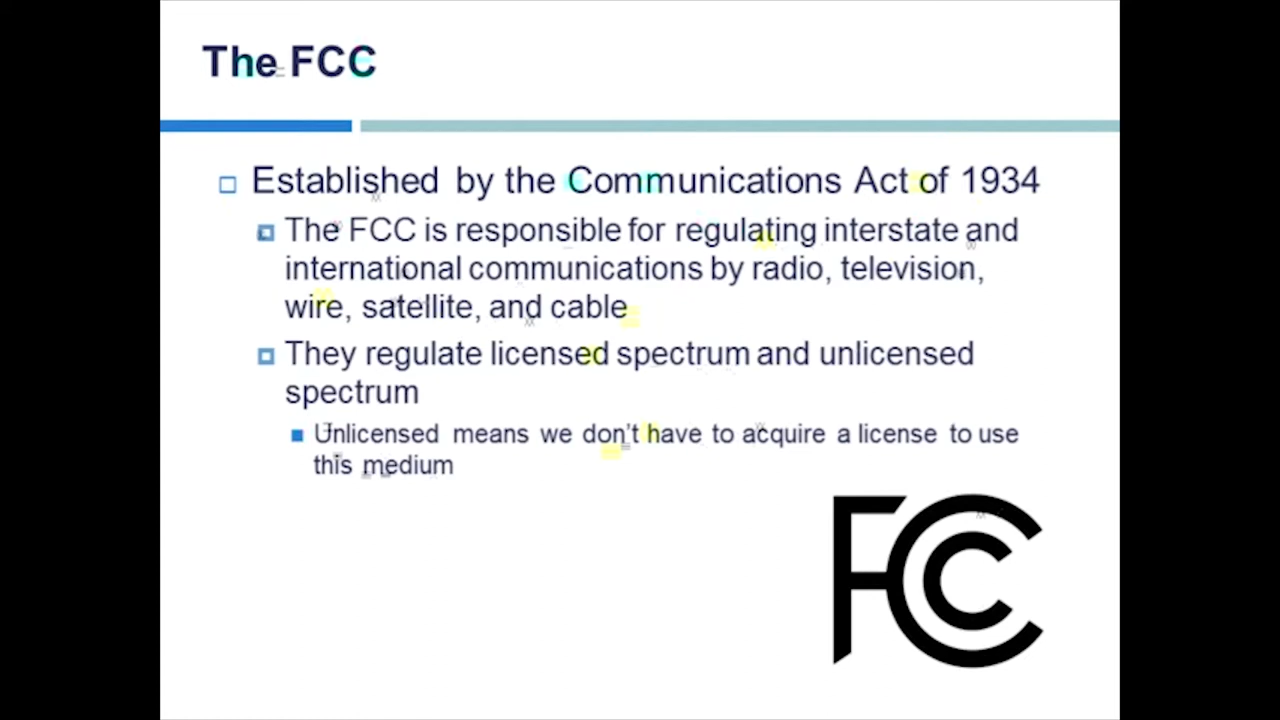 The FCC
Established by the Communications Act of 1934
The FCC is responsible for regulating interstate and
international communications by radio, television,
wire, satellite, and cable
They regulate licensed spectrum and unlicensed
spectrum
Unlicensed means we don't have to acquire a license to use
this medium
FCC